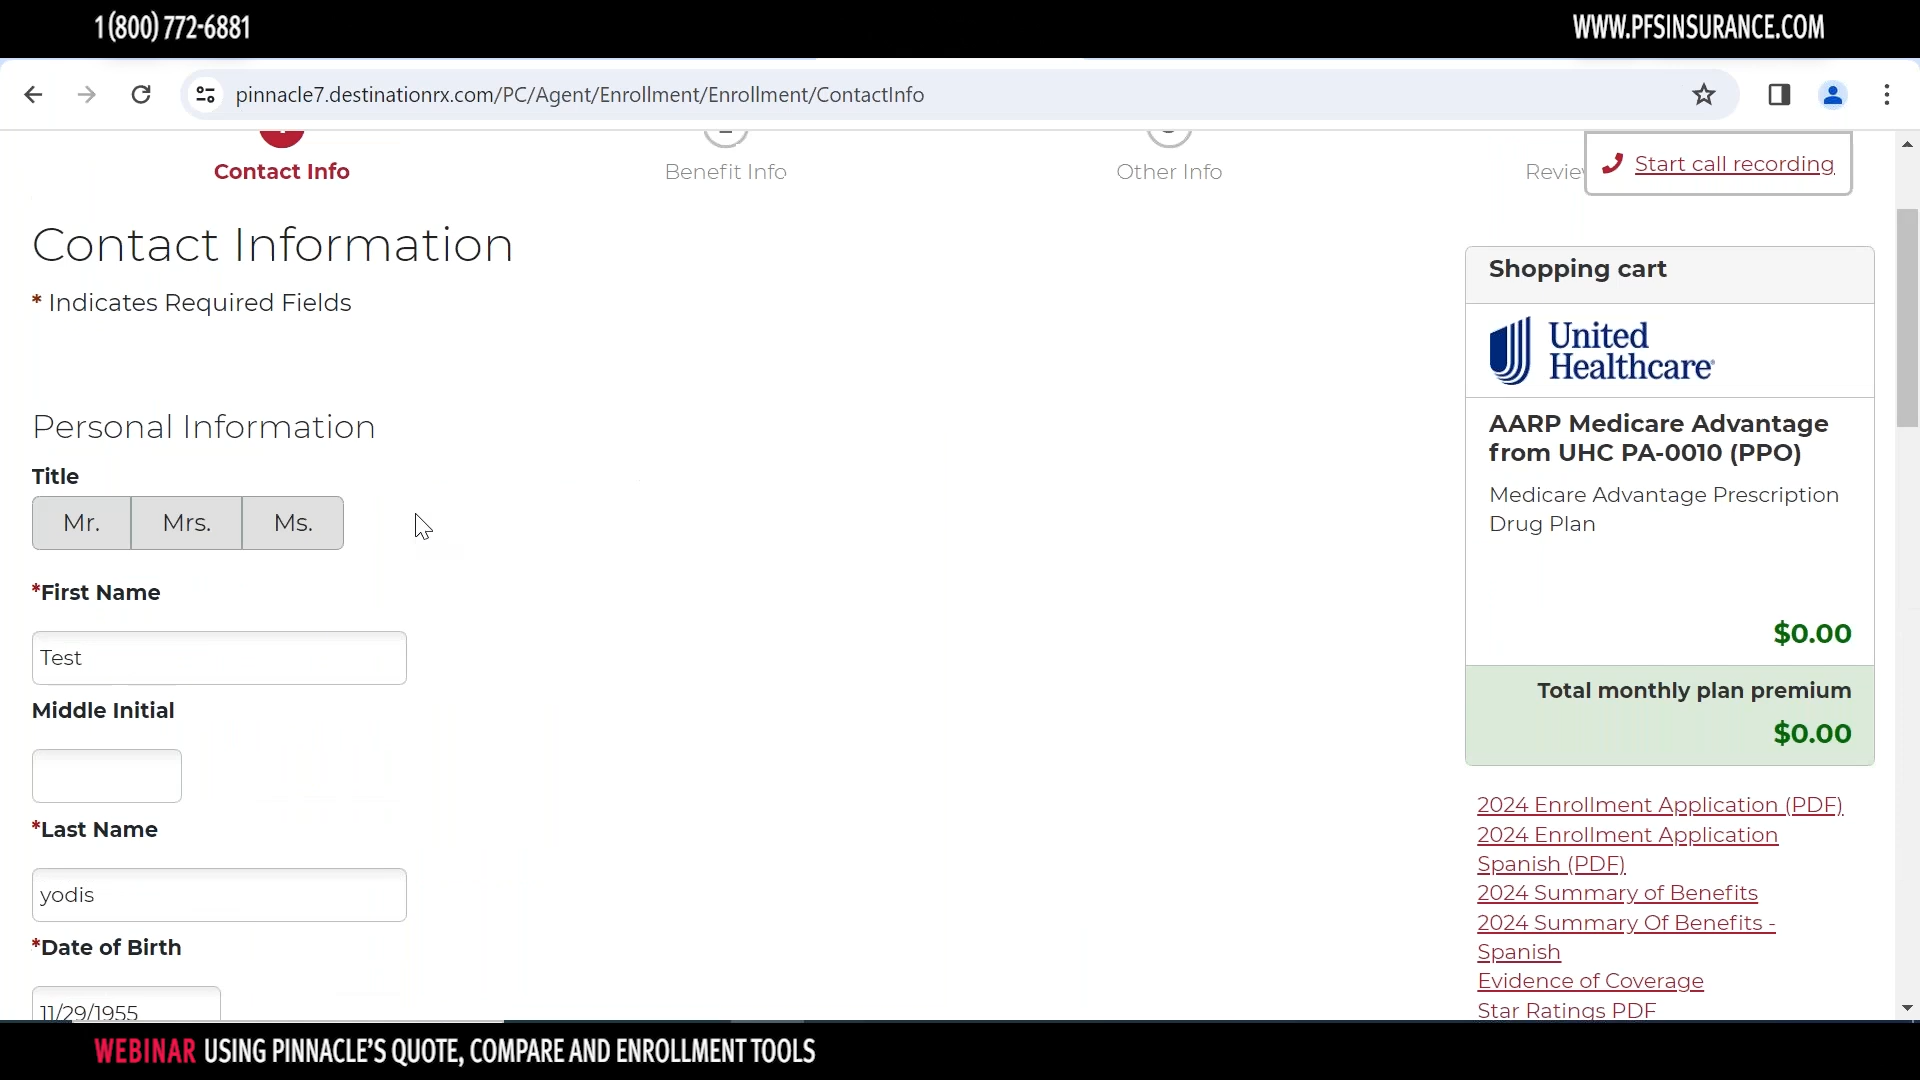 1 (800) 772-6881
WWW.PFSINSURANCE.COM
pinnacle7.destinationrx.com/PC/Agent/Enrollment/Enrollment/ContactInfo
Contact Info
Benefit Info
Other Info
Start call recording
Contact Information
* Indicates Required Fields
Personal Information
Title
Mr.
Mrs.
Ms.
*First Name
Test
Middle Initial
*Last Name
yodis
*Date of Birth
11/29/1955
Shopping cart
United
Healthcare
AARP Medicare Advantage
from UHC PA-0010 (PPO)
Medicare Advantage Prescription
Drug Plan
$0.00
Total monthly plan premium
$0.00
2024 Enrollment Application (PDF)
2024 Enrollment Application
Spanish (PDF)
2024 Summary of Benefits
2024 Summary Of Benefits -
Spanish
Evidence of Coverage
Star Ratings PDF
WEBINAR USING PINNACLE'S QUOTE, COMPARE AND ENROLLMENT TOOLS